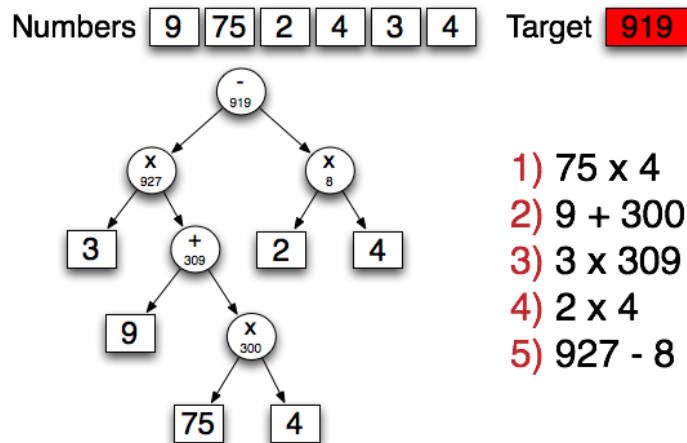 Numbers 9 75 2 4 3 4 Target 919
-
919
x
927
x
8
1) 75 x 4
3
+
309
2
4
2) 9 + 300
3) 3 x 309
9
x
300
4) 2 x 4
5) 927 - 8
75
4